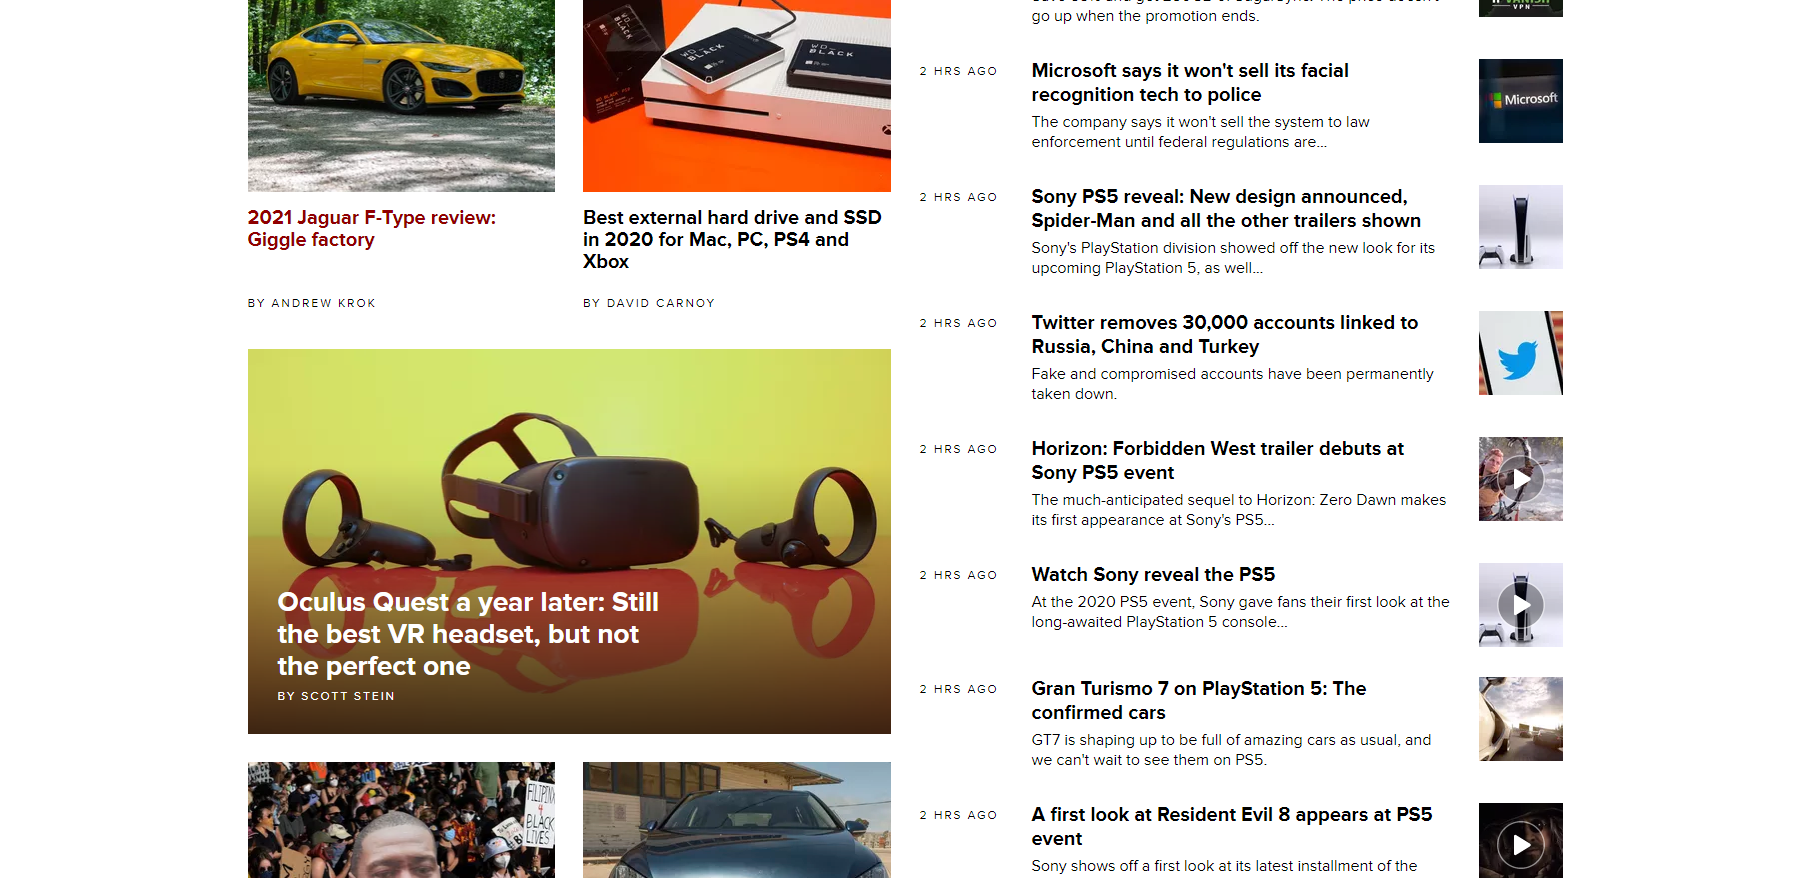 WD_BLACK
WD_
BLACK
2021 Jaguar F-Type review:
Giggle factory
BY ANDREW KROK
Best external hard drive and SSD
in 2020 for Mac, PC, PS4 and
Xbox
BY DAVID CARNOY
Oculus Quest a year later: Still
the best VR headset, but not
the perfect one
BY SCOTT STEIN
FILIPINX
4
BLACK
LIVES
go up when the promotion ends.
VPN
2 HRS AGO
Microsoft says it won't sell its facial
recognition tech to police
The company says it won't sell the system to law
enforcement until federal regulations are...
Microsoft
2 HRS AGO
Sony PS5 reveal: New design announced,
Spider-Man and all the other trailers shown
Sony's PlayStation division showed off the new look for its
upcoming PlayStation 5, as well...
2 HRS AGO
Twitter removes 30,000 accounts linked to
Russia, China and Turkey
Fake and compromised accounts have been permanently
taken down.
2 HRS AGO
Horizon: Forbidden West trailer debuts at
Sony PS5 event
The much-anticipated sequel to Horizon: Zero Dawn makes
its first appearance at Sony's PS5...
2 HRS AGO
Watch Sony reveal the PS5
At the 2020 PS5 event, Sony gave fans their first look at the
long-awaited PlayStation 5 console...
2 HRS AGO
Gran Turismo 7 on PlayStation 5: The
confirmed cars
GT7 is shaping up to be full of amazing cars as usual, and
we can't wait to see them on PS5.
2 HRS AGO
A first look at Resident Evil 8 appears at PS5
event
Sony shows off a first look at its latest installment of the